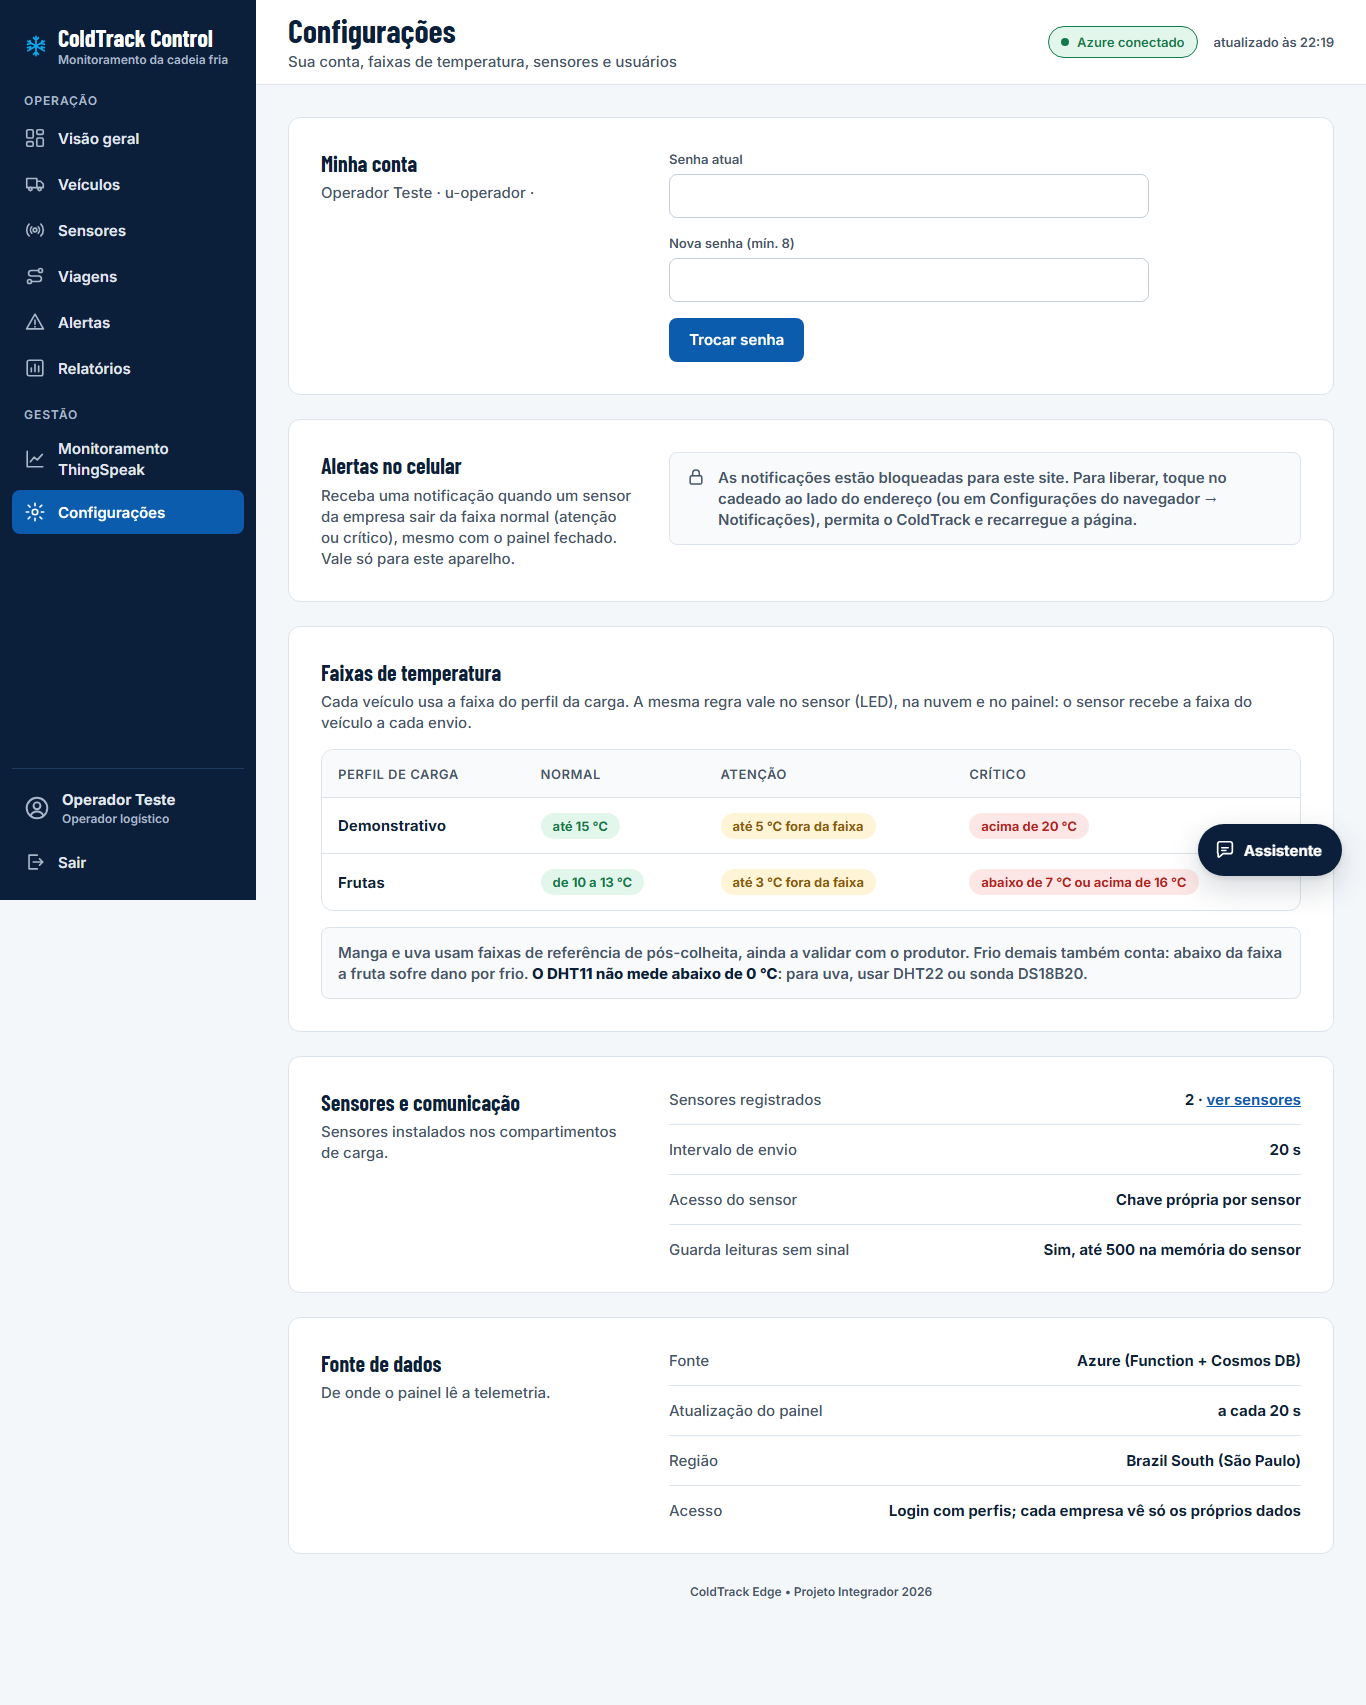 ColdTrack Control
Monitoramento da cadeia fria
OPERAÇÃO
Visão geral
Veículos
Sensores
Viagens
Alertas
Relatórios
GESTÃO
Monitoramento
ThingSpeak
Configurações
Operador Teste
Operador logístico
Sair
Configurações
Sua conta, faixas de temperatura, sensores e usuários
Azure conectado
atualizado às 22:19
Minha conta
Operador Teste · u-operador ·
Senha atual
Nova senha (mín. 8)
Trocar senha
Alertas no celular
Receba uma notificação quando um sensor
da empresa sair da faixa normal (atenção
ou crítico), mesmo com o painel fechado.
Vale só para este aparelho.
As notificações estão bloqueadas para este site. Para liberar, toque no
cadeado ao lado do endereço (ou em Configurações do navegador →
Notificações), permita o ColdTrack e recarregue a página.
Faixas de temperatura
Cada veículo usa a faixa do perfil da carga. A mesma regra vale no sensor (LED), na nuvem e no painel: o sensor recebe a faixa do
veículo a cada envio.
PERFIL DE CARGA NORMAL ATENÇÃO CRÍTICO
Demonstrativo até 15 °C até 5 °C fora da faixa acima de 20 °C
Frutas de 10 a 13 °C até 3 °C fora da faixa abaixo de 7 °C ou acima de 16 °C
Assistente
Manga e uva usam faixas de referência de pós-colheita, ainda a validar com o produtor. Frio demais também conta: abaixo da faixa
a fruta sofre dano por frio. O DHT11 não mede abaixo de 0 °C: para uva, usar DHT22 ou sonda DS18B20.
Sensores e comunicação
Sensores instalados nos compartimentos
de carga.
Sensores registrados 2 · ver sensores
Intervalo de envio 20 s
Acesso do sensor Chave própria por sensor
Guarda leituras sem sinal Sim, até 500 na memória do sensor
Fonte de dados
De onde o painel lê a telemetria.
Fonte Azure (Function + Cosmos DB)
Atualização do painel a cada 20 s
Região Brazil South (São Paulo)
Acesso Login com perfis; cada empresa vê só os próprios dados
ColdTrack Edge • Projeto Integrador 2026